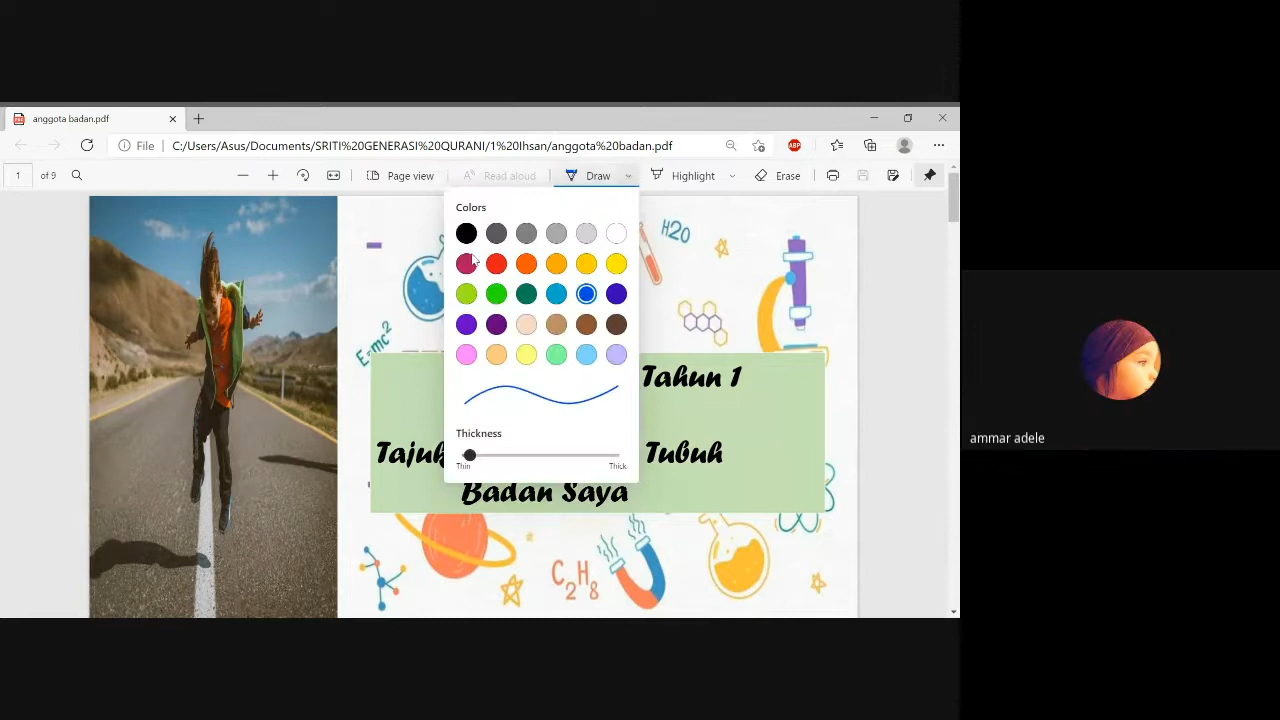 anggota badan.pdf
File
C:/Users/Asus/Documents/SRITI%20GENERASI%20QURANI/1%20Ihsan/anggota%20badan.pdf
ABP
1 of 9
Page view
Read aloud
Draw
Highlight
Erase
Colors
Thickness
Thin
Thick
H2O
E=mc²
Tahun 1
Tajuk
Tubuh
Badan Saya
C2H8
ammar adele